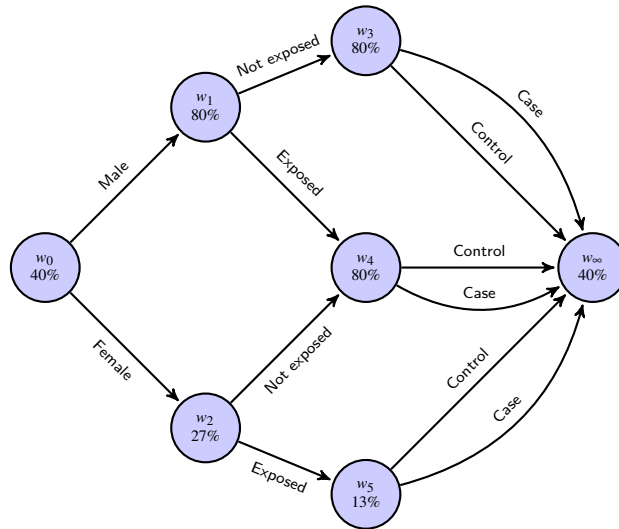 w₃
80%
Not exposed
w₁
80%
Case
Control
Exposed
Male
w₀
40%
w₄
80%
Control
Case
w∞
40%
Female
Not exposed
Control
Case
w₂
27%
Exposed
w₅
13%